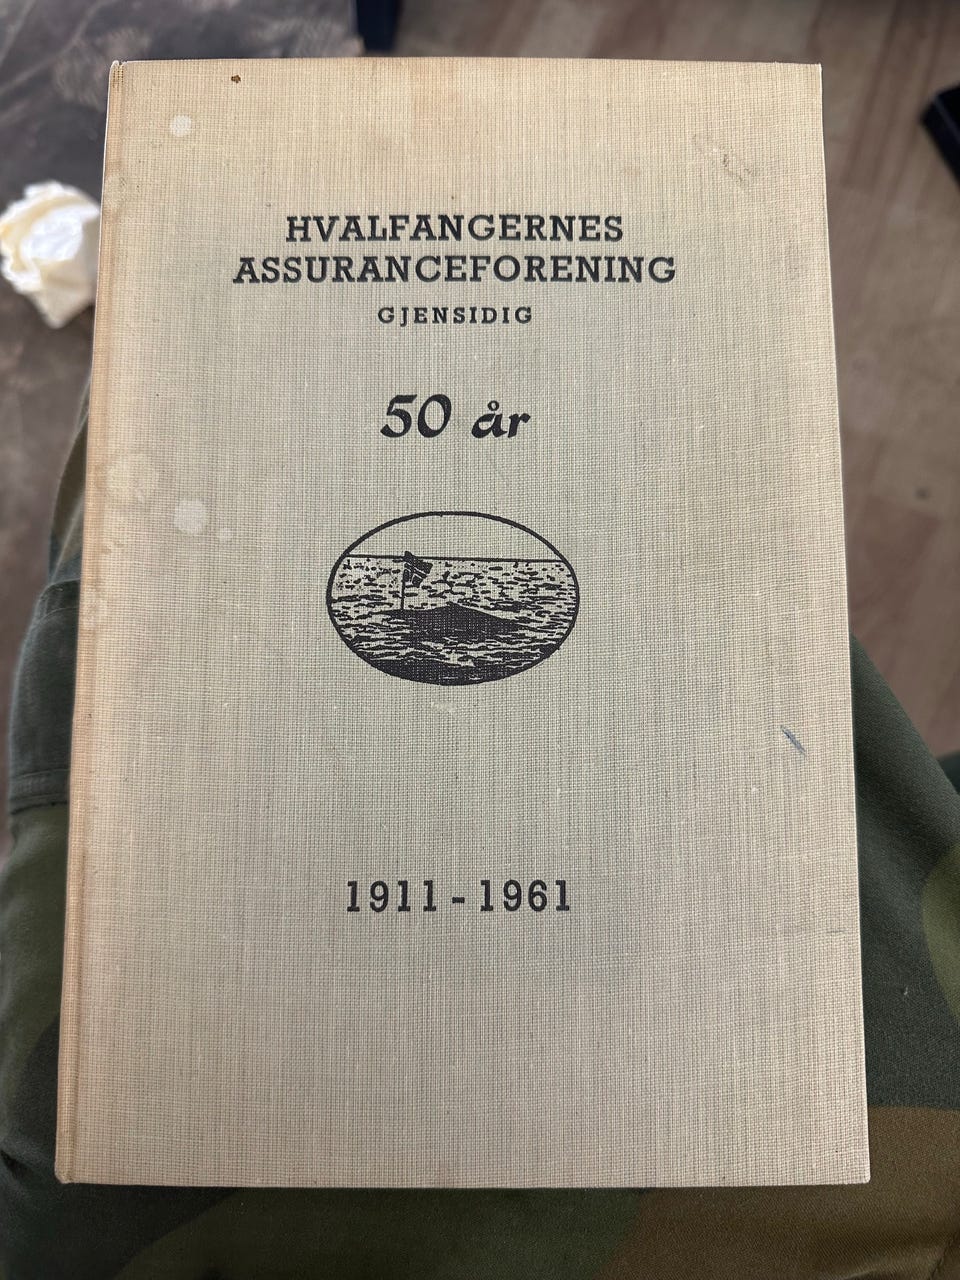 HVALFANGERNES
ASSURANCEFORENING
GJENSIDIG
50 år
1911-1961